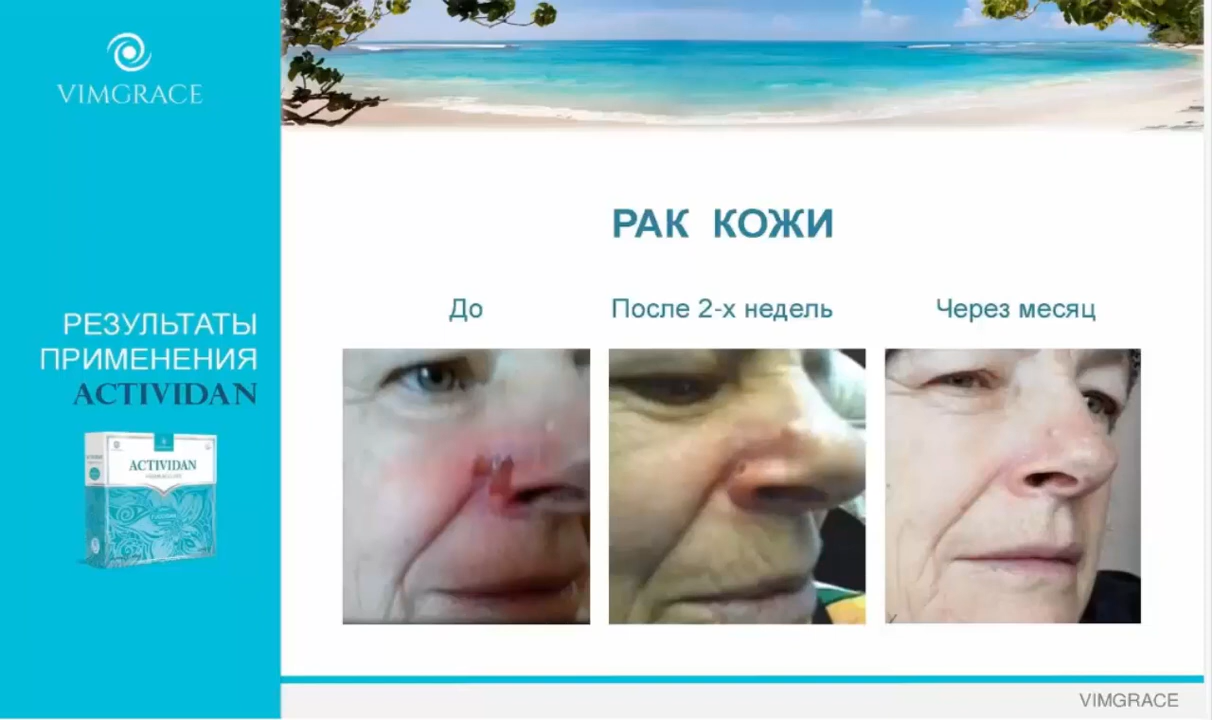 VIMGRACE
РАК КОЖИ
До
После 2-х недель
Через месяц
РЕЗУЛЬТАТЫ
ПРИМЕНЕНИЯ
ACTIVIDAN
ACTIVIDAN
VIMGRACE